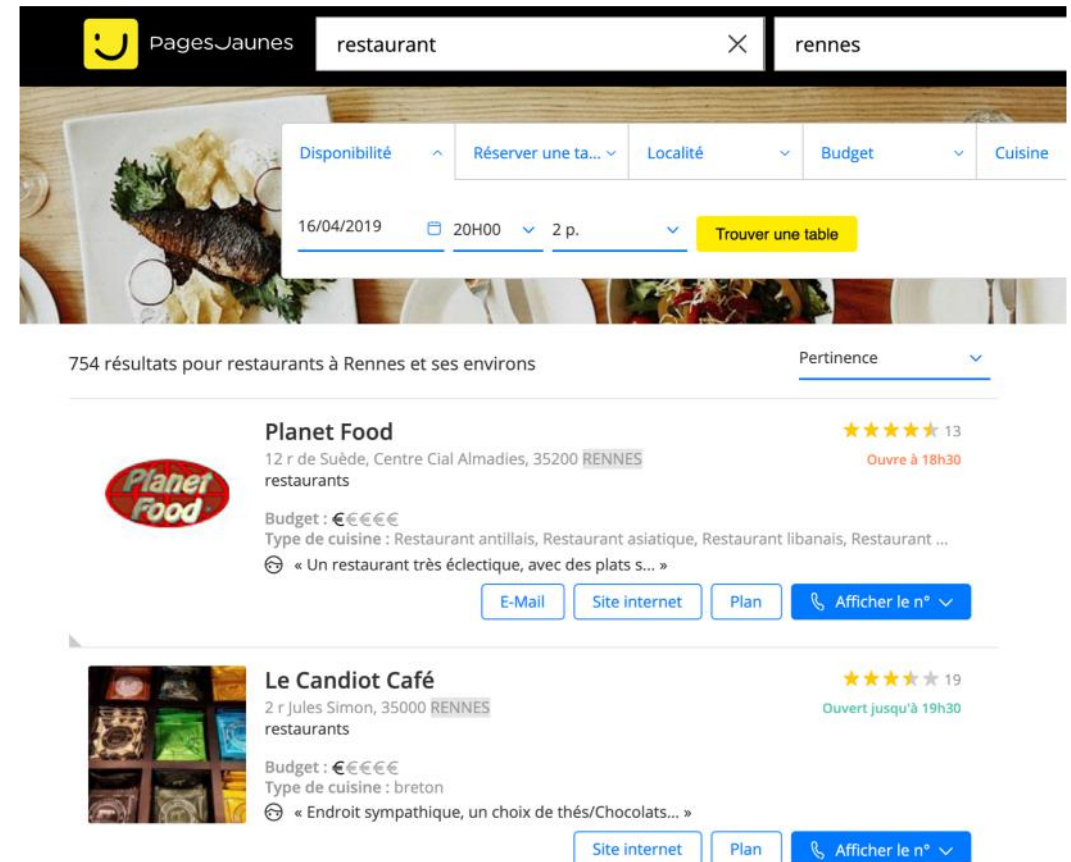 PagesJaunes
restaurant
rennes
Disponibilité
Réserver une ta...
Localité
Budget
Cuisine
16/04/2019
20H00
2 p.
Trouver une table
754 résultats pour restaurants à Rennes et ses environs
Pertinence
Planet Food
13
12 r de Suède, Centre Cial Almadies, 35200 RENNES
Ouvre à 18h30
restaurants
Planet
Food
Budget : €€€€€
Type de cuisine : Restaurant antillais, Restaurant asiatique, Restaurant libanais, Restaurant ...
« Un restaurant très éclectique, avec des plats s... »
E-Mail
Site internet
Plan
Afficher le n°
Le Candiot Café
19
2 r Jules Simon, 35000 RENNES
Ouvert jusqu'à 19h30
restaurants
Budget : €€€€€
Type de cuisine : breton
« Endroit sympathique, un choix de thés/Chocolats... »
Site internet
Plan
Afficher le n°